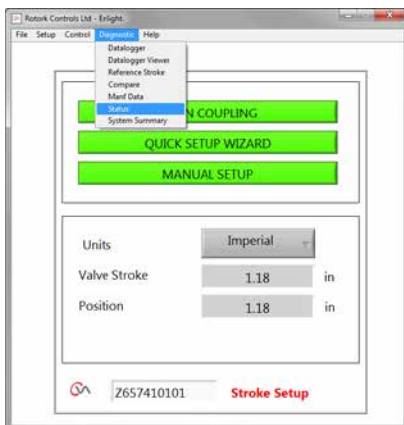 Rotork Controls Ltd - Enlight.
File Setup Control Diagnostic Help
Datalogger
Datalogger Viewer
Reference Stroke
Compare
Manf Data
Status
System Summary
N COUPLING
QUICK SETUP WIZARD
MANUAL SETUP
Units Imperial
Valve Stroke 1.18 in
Position 1.18 in
Z657410101 Stroke Setup